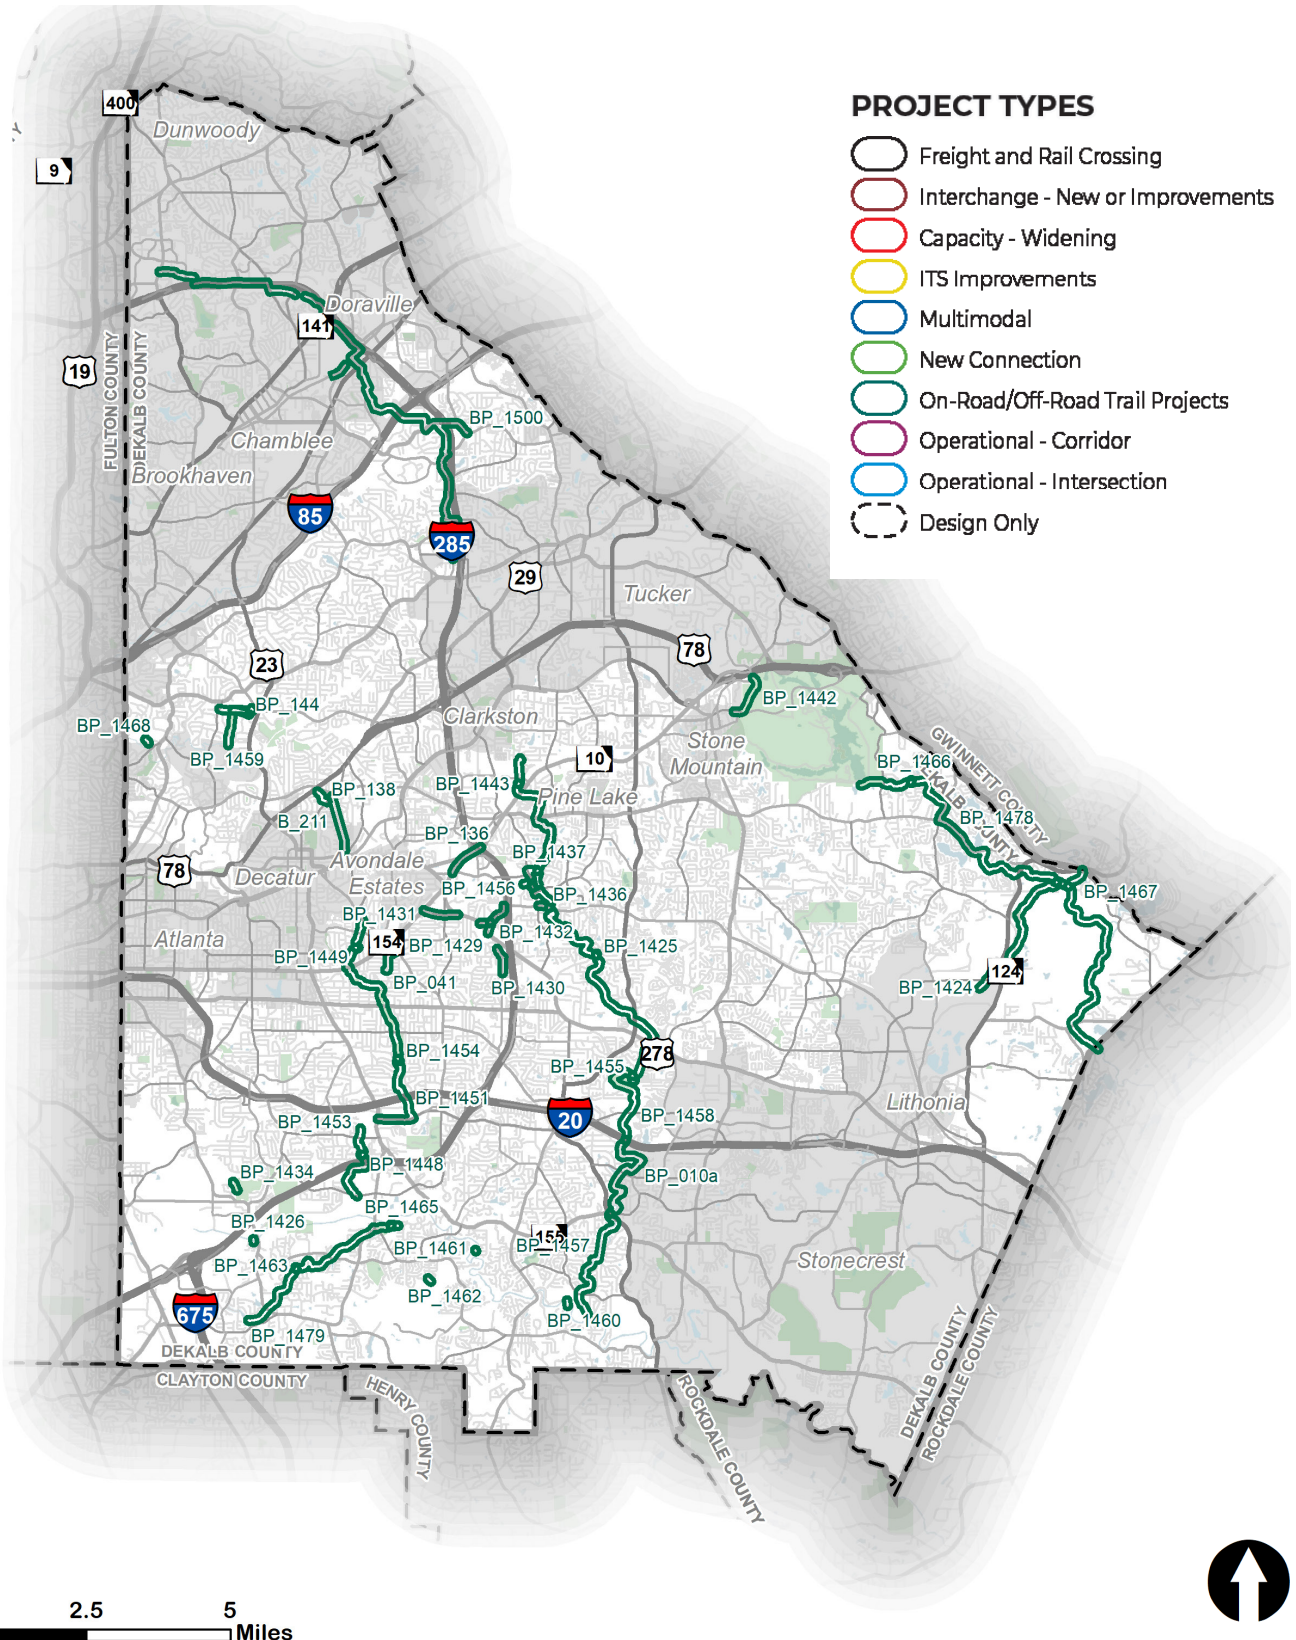 400
Dunwoody
9
PROJECT TYPES
Freight and Rail Crossing
Interchange - New or Improvements
Capacity - Widening
ITS Improvements
Multimodal
New Connection
On-Road/Off-Road Trail Projects
Operational - Corridor
Operational - Intersection
Design Only
Doraville
141
19
FULTON COUNTY
DEKALB COUNTY
BP_1500
Chamblee
Brookhaven
85
285
29
Tucker
78
23
BP_1442
BP_144
Clarkston
BP_1468
BP_1459
10
Stone
Mountain
GWINNETT COUNTY
DEKALB COUNTY
BP_1466
BP_1443
BP_138
Pine Lake
B_211
BP_1478
BP_136
BP_1437
Avondale
Estates
78
Decatur
BP_1456
BP_1436
BP_1467
BP_1431
BP_1432
Atlanta
154
BP_1429
BP_1425
BP_1449
BP_041
BP_1430
124
BP_1424
BP_1454
278
BP_1455
BP_1451
Lithonia
BP_1453
20
BP_1458
BP_1448
BP_1434
BP_010a
BP_1465
BP_1426
155
BP_1461
BP_1457
BP_1463
Stonecrest
BP_1462
675
BP_1460
BP_1479
DEKALB COUNTY
CLAYTON COUNTY
HENRY COUNTY
ROCKDALE COUNTY
DEKALB COUNTY
ROCKDALE COUNTY
2.5
5
Miles